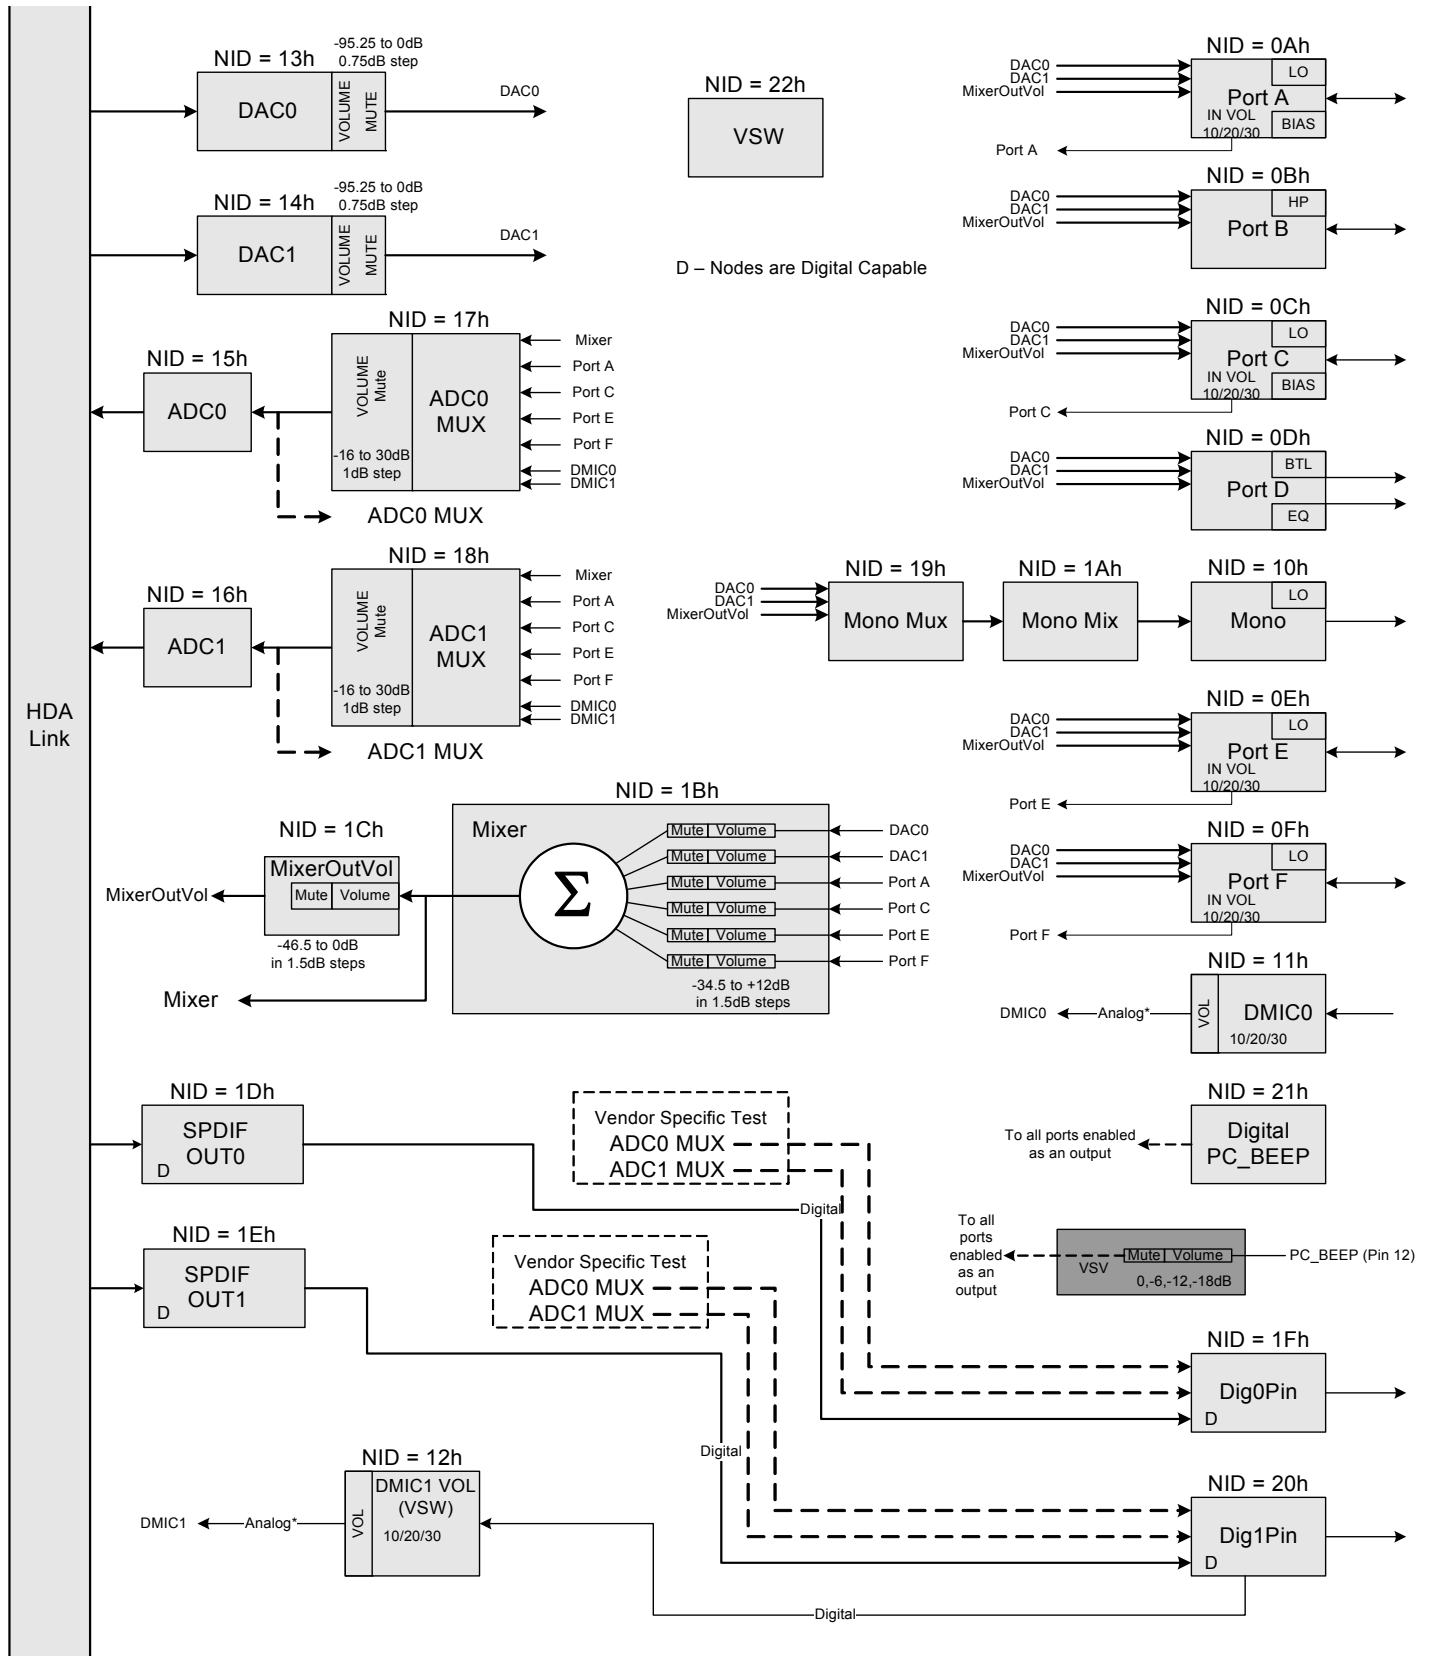 HDA
Link
NID = 13h
-95.25 to 0dB
0.75dB step
DAC0
VOLUME
MUTE
DAC0
NID = 14h
-95.25 to 0dB
0.75dB step
DAC1
VOLUME
MUTE
DAC1
NID = 22h
VSW
D – Nodes are Digital Capable
NID = 17h
NID = 15h
ADC0
VOLUME
Mute
-16 to 30dB
1dB step
ADC0
MUX
Mixer
Port A
Port C
Port E
Port F
DMIC0
DMIC1
ADC0 MUX
NID = 18h
NID = 16h
ADC1
VOLUME
Mute
-16 to 30dB
1dB step
ADC1
MUX
Mixer
Port A
Port C
Port E
Port F
DMIC0
DMIC1
ADC1 MUX
NID = 0Ah
DAC0
DAC1
MixerOutVol
LO
Port A
IN VOL
10/20/30
BIAS
Port A
NID = 0Bh
DAC0
DAC1
MixerOutVol
HP
Port B
NID = 0Ch
DAC0
DAC1
MixerOutVol
LO
Port C
IN VOL
10/20/30
BIAS
Port C
NID = 0Dh
DAC0
DAC1
MixerOutVol
BTL
Port D
EQ
NID = 19h
NID = 1Ah
NID = 10h
DAC0
DAC1
MixerOutVol
Mono Mux
Mono Mix
LO
Mono
NID = 0Eh
DAC0
DAC1
MixerOutVol
LO
Port E
IN VOL
10/20/30
Port E
NID = 0Fh
DAC0
DAC1
MixerOutVol
LO
Port F
IN VOL
10/20/30
Port F
NID = 1Bh
Mixer
Σ
Mute Volume
DAC0
Mute Volume
DAC1
Mute Volume
Port A
Mute Volume
Port C
Mute Volume
Port E
Mute Volume
Port F
-34.5 to +12dB
in 1.5dB steps
NID = 1Ch
MixerOutVol
Mute Volume
MixerOutVol
-46.5 to 0dB
in 1.5dB steps
Mixer
NID = 11h
DMIC0
Analog*
VOL
DMIC0
10/20/30
NID = 1Dh
SPDIF
OUT0
D
Vendor Specific Test
ADC0 MUX
ADC1 MUX
Digital
NID = 21h
Digital
PC_BEEP
To all ports enabled
as an output
NID = 1Eh
SPDIF
OUT1
D
Vendor Specific Test
ADC0 MUX
ADC1 MUX
Digital
To all
ports
enabled
as an
output
VSV
Mute Volume
0,-6,-12,-18dB
PC_BEEP (Pin 12)
NID = 1Fh
Dig0Pin
D
NID = 12h
DMIC1 VOL
(VSW)
10/20/30
VOL
Analog*
DMIC1
NID = 20h
Dig1Pin
D
Digital